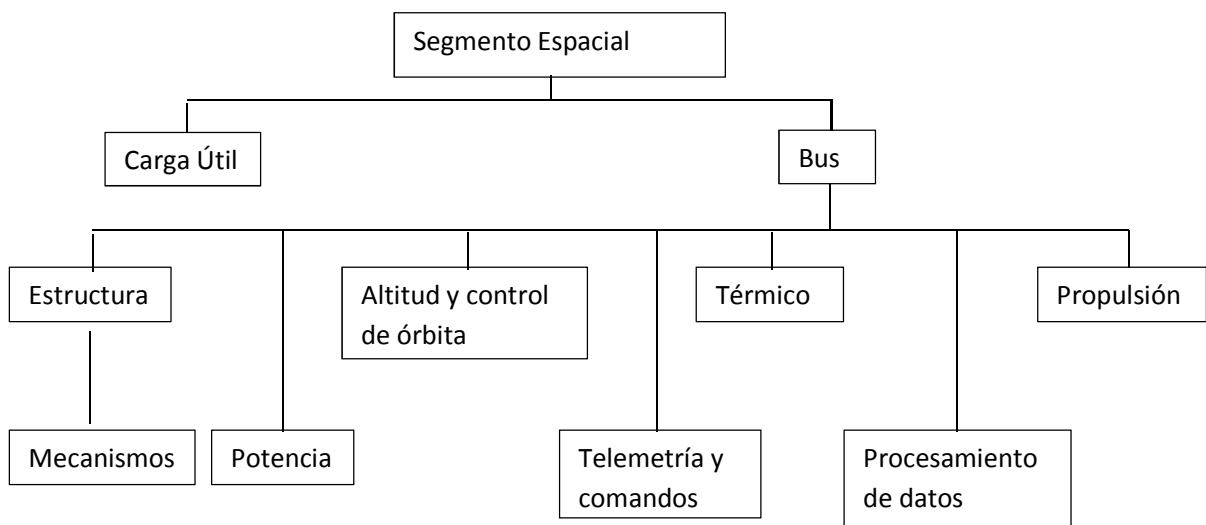 Segmento Espacial
Carga Útil
Bus
Estructura
Altitud y control
de órbita
Térmico
Propulsión
Mecanismos
Potencia
Telemetría y
comandos
Procesamiento
de datos